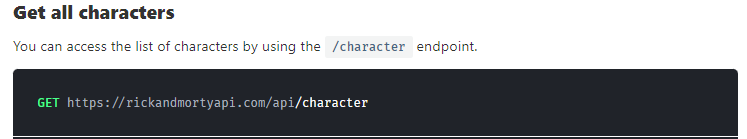 Get all characters
You can access the list of characters by using the /character endpoint.
GET https://rickandmortyapi.com/api/character